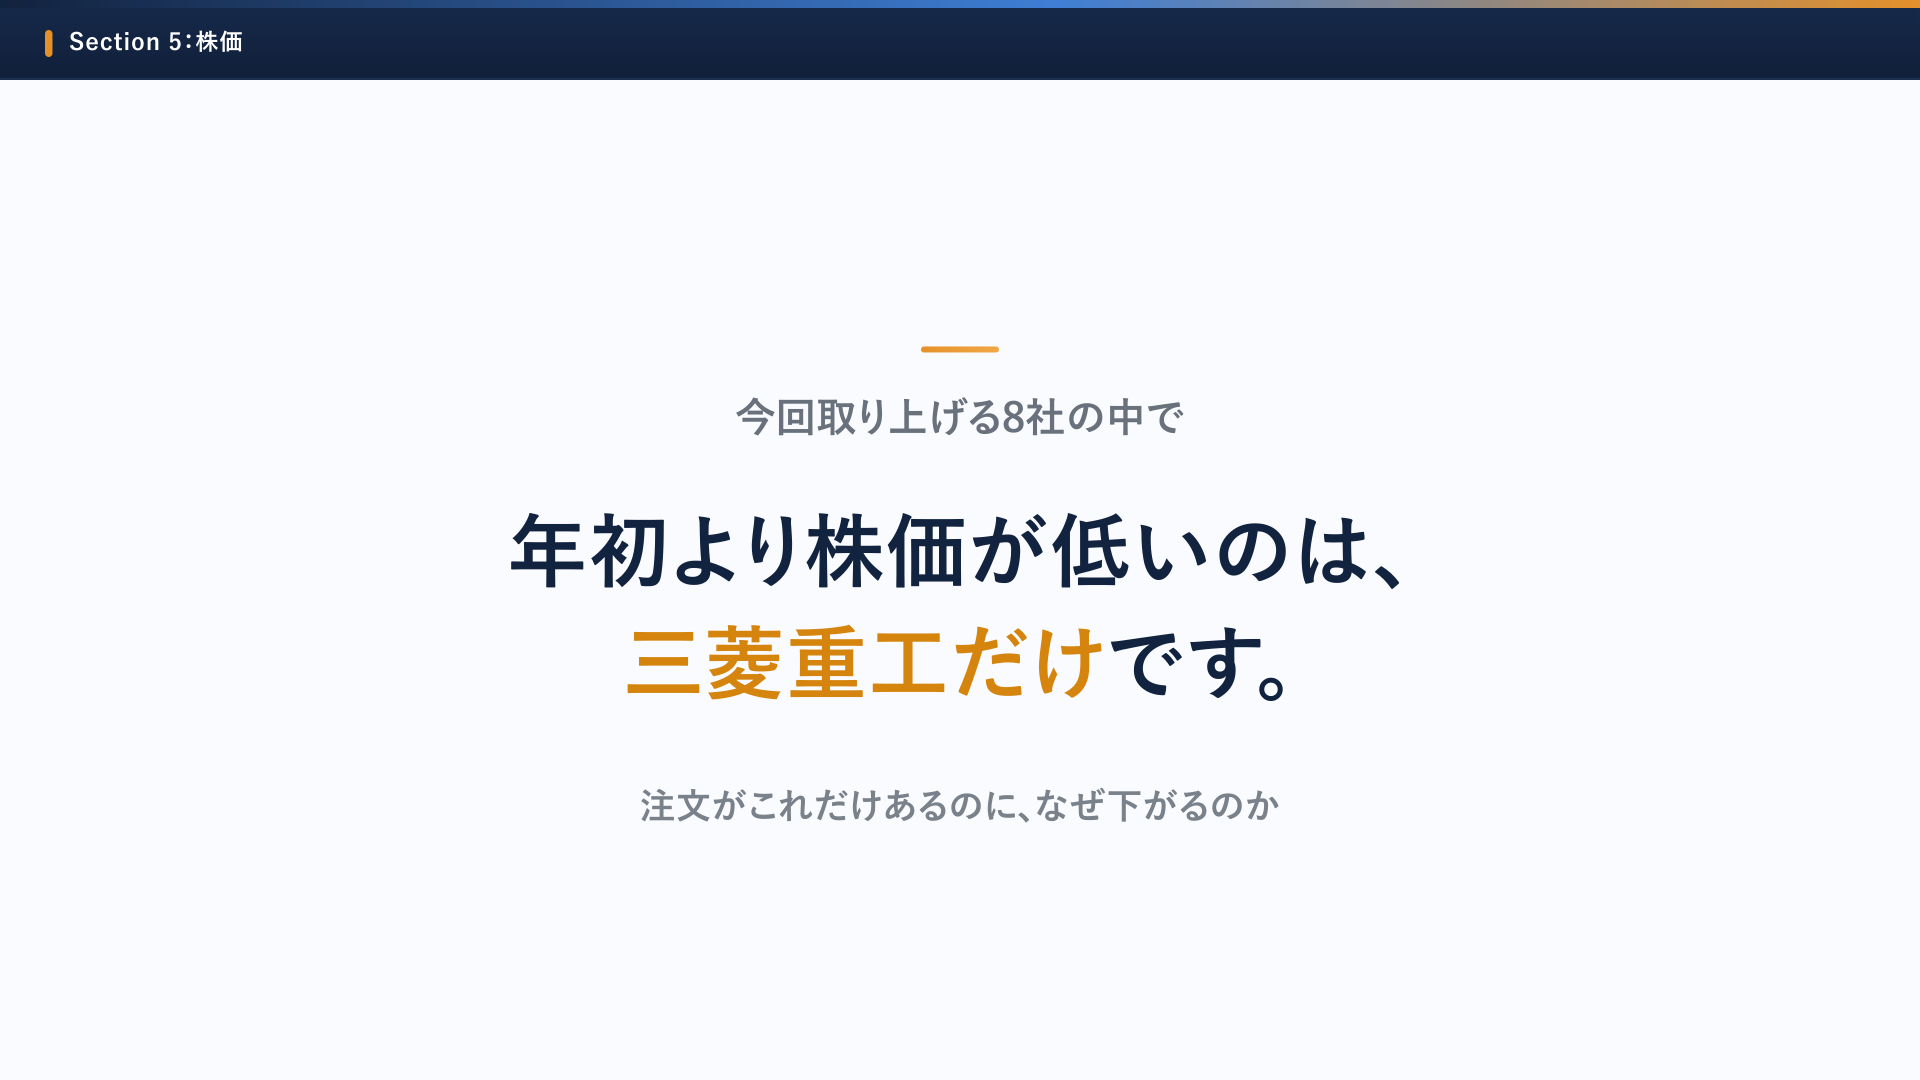 Section 5：株価
今回取り上げる8社の中で
年初より株価が低いのは、
三菱重工だけです。
注文がこれだけあるのに、なぜ下がるのか